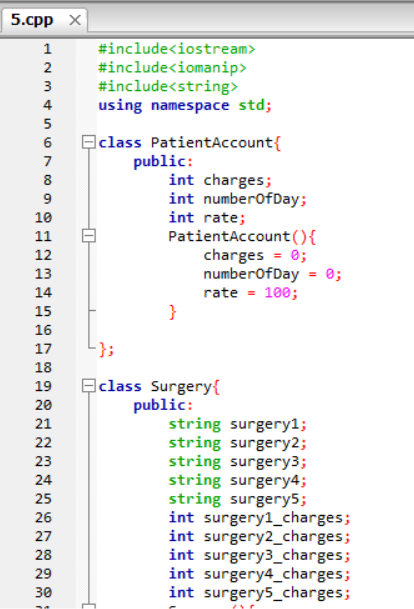 5.cpp ×
1 #include<iostream>
2 #include<iomanip>
3 #include<string>
4 using namespace std;
5
6 class PatientAccount{
7 public:
8 int charges;
9 int numberOfDay;
10 int rate;
11 PatientAccount(){
12 charges = 0;
13 numberOfDay = 0;
14 rate = 100;
15 }
16
17 };
18
19 class Surgery{
20 public:
21 string surgery1;
22 string surgery2;
23 string surgery3;
24 string surgery4;
25 string surgery5;
26 int surgery1_charges;
27 int surgery2_charges;
28 int surgery3_charges;
29 int surgery4_charges;
30 int surgery5_charges;